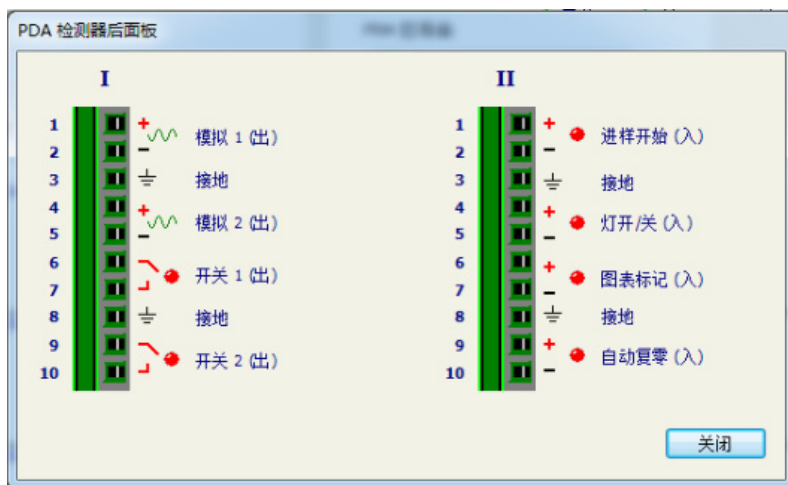 PDA 检测器后面板
I
1
+
模拟 1 (出)
2
-
3
接地
4
+
模拟 2 (出)
5
-
6
开关 1 (出)
7
8
接地
9
开关 2 (出)
10
II
1
+
进样开始 (入)
2
-
3
接地
4
+
灯开/关 (入)
5
-
6
+
图表标记 (入)
7
-
8
接地
9
+
自动复零 (入)
10
-
关闭